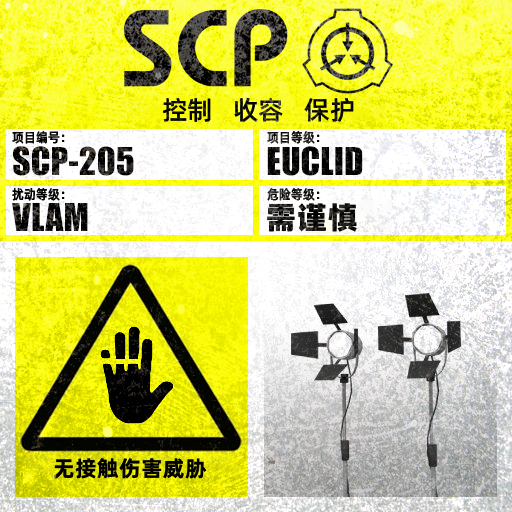 SCP
控制 收容 保护
项目编号：
SCP-205
项目等级：
EUCLID
扰动等级：
VLAM
危险等级：
需谨慎
无接触伤害威胁